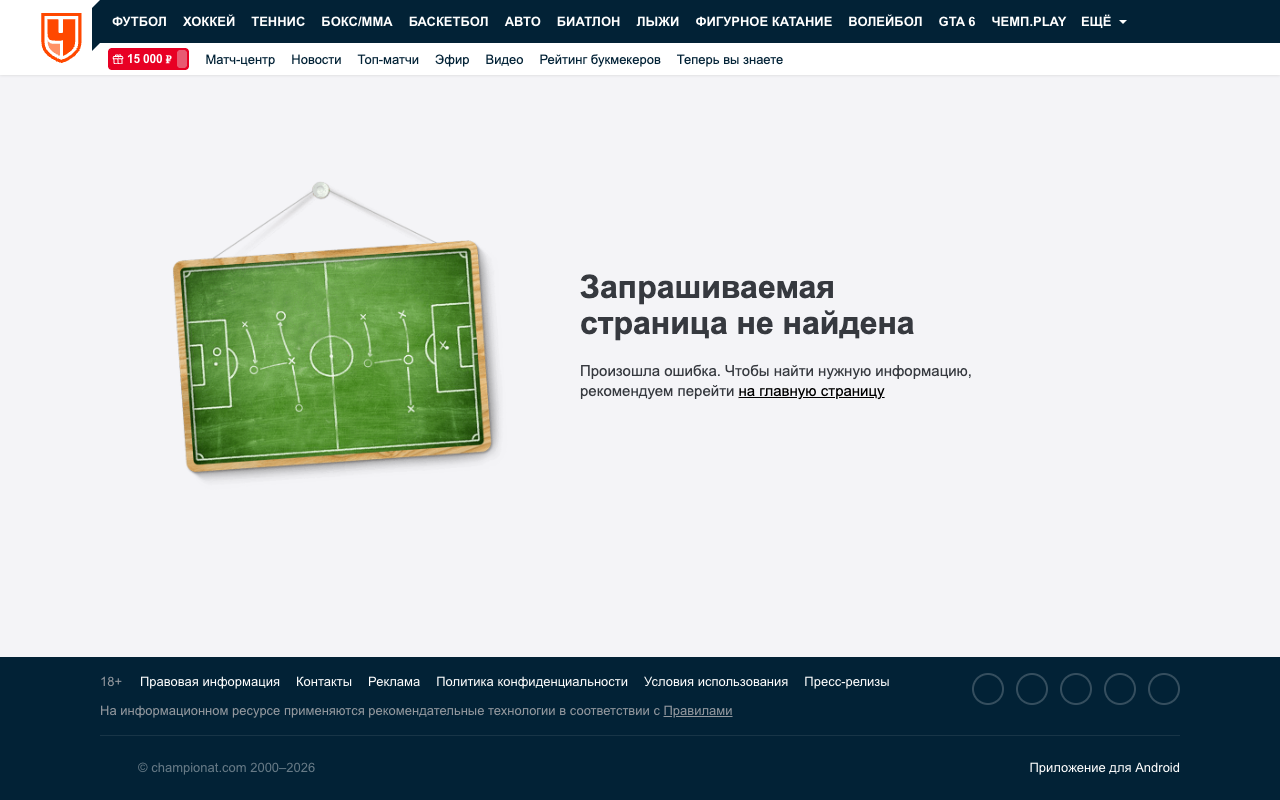 Ч
ФУТБОЛ ХОККЕЙ ТЕННИС БОКС/ММА БАСКЕТБОЛ АВТО БИАТЛОН ЛЫЖИ ФИГУРНОЕ КАТАНИЕ ВОЛЕЙБОЛ GTA 6 ЧЕМП.PLAY ЕЩЁ
15 000 ₽ Матч-центр Новости Топ-матчи Эфир Видео Рейтинг букмекеров Теперь вы знаете
Запрашиваемая
страница не найдена
Произошла ошибка. Чтобы найти нужную информацию,
рекомендуем перейти на главную страницу
18+ Правовая информация Контакты Реклама Политика конфиденциальности Условия использования Пресс-релизы
На информационном ресурсе применяются рекомендательные технологии в соответствии с Правилами
© championat.com 2000–2026 Приложение для Android